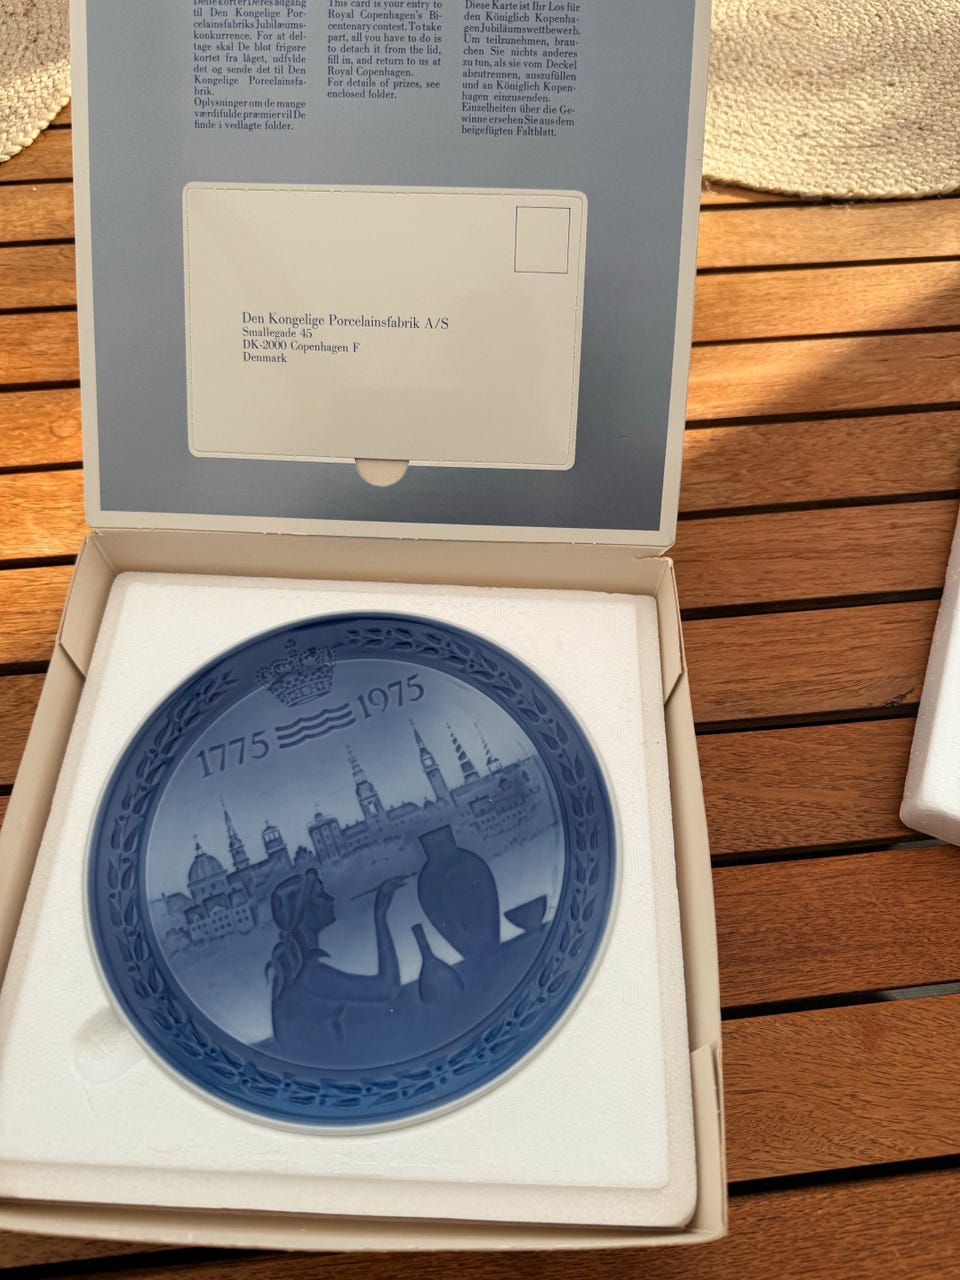 Dette kort er Deres adgang
til Den Kongelige Por-
celainsfabriks Jubilæums-
konkurrence. For at del-
tage skal De blot frigøre
kortet fra låget, udfylde
det og sende det til Den
Kongelige Porcelainsfa-
brik.
Oplysninger om de mange
værdifulde præmier vil De
finde i vedlagte folder.
This card is your entry to
Royal Copenhagen's Bi-
centenary contest. To take
part, all you have to do is
to detach it from the lid,
fill in, and return to us at
Royal Copenhagen.
For details of prizes, see
enclosed folder.
Diese Karte ist Ihr Los für
den Königlich Kopenha-
gen Jubiläumswettbewerb.
Um teilzunehmen, brau-
chen Sie nichts anderes
zu tun, als sie vom Deckel
abzutrennen, auszufüllen
und an Königlich Kopen-
hagen einzusenden.
Einzelheiten über die Ge-
winne ersehen Sie aus dem
beigefügten Faltblatt.
Den Kongelige Porcelainsfabrik A/S
Smallegade 45
DK-2000 Copenhagen F
Denmark
1775 1975